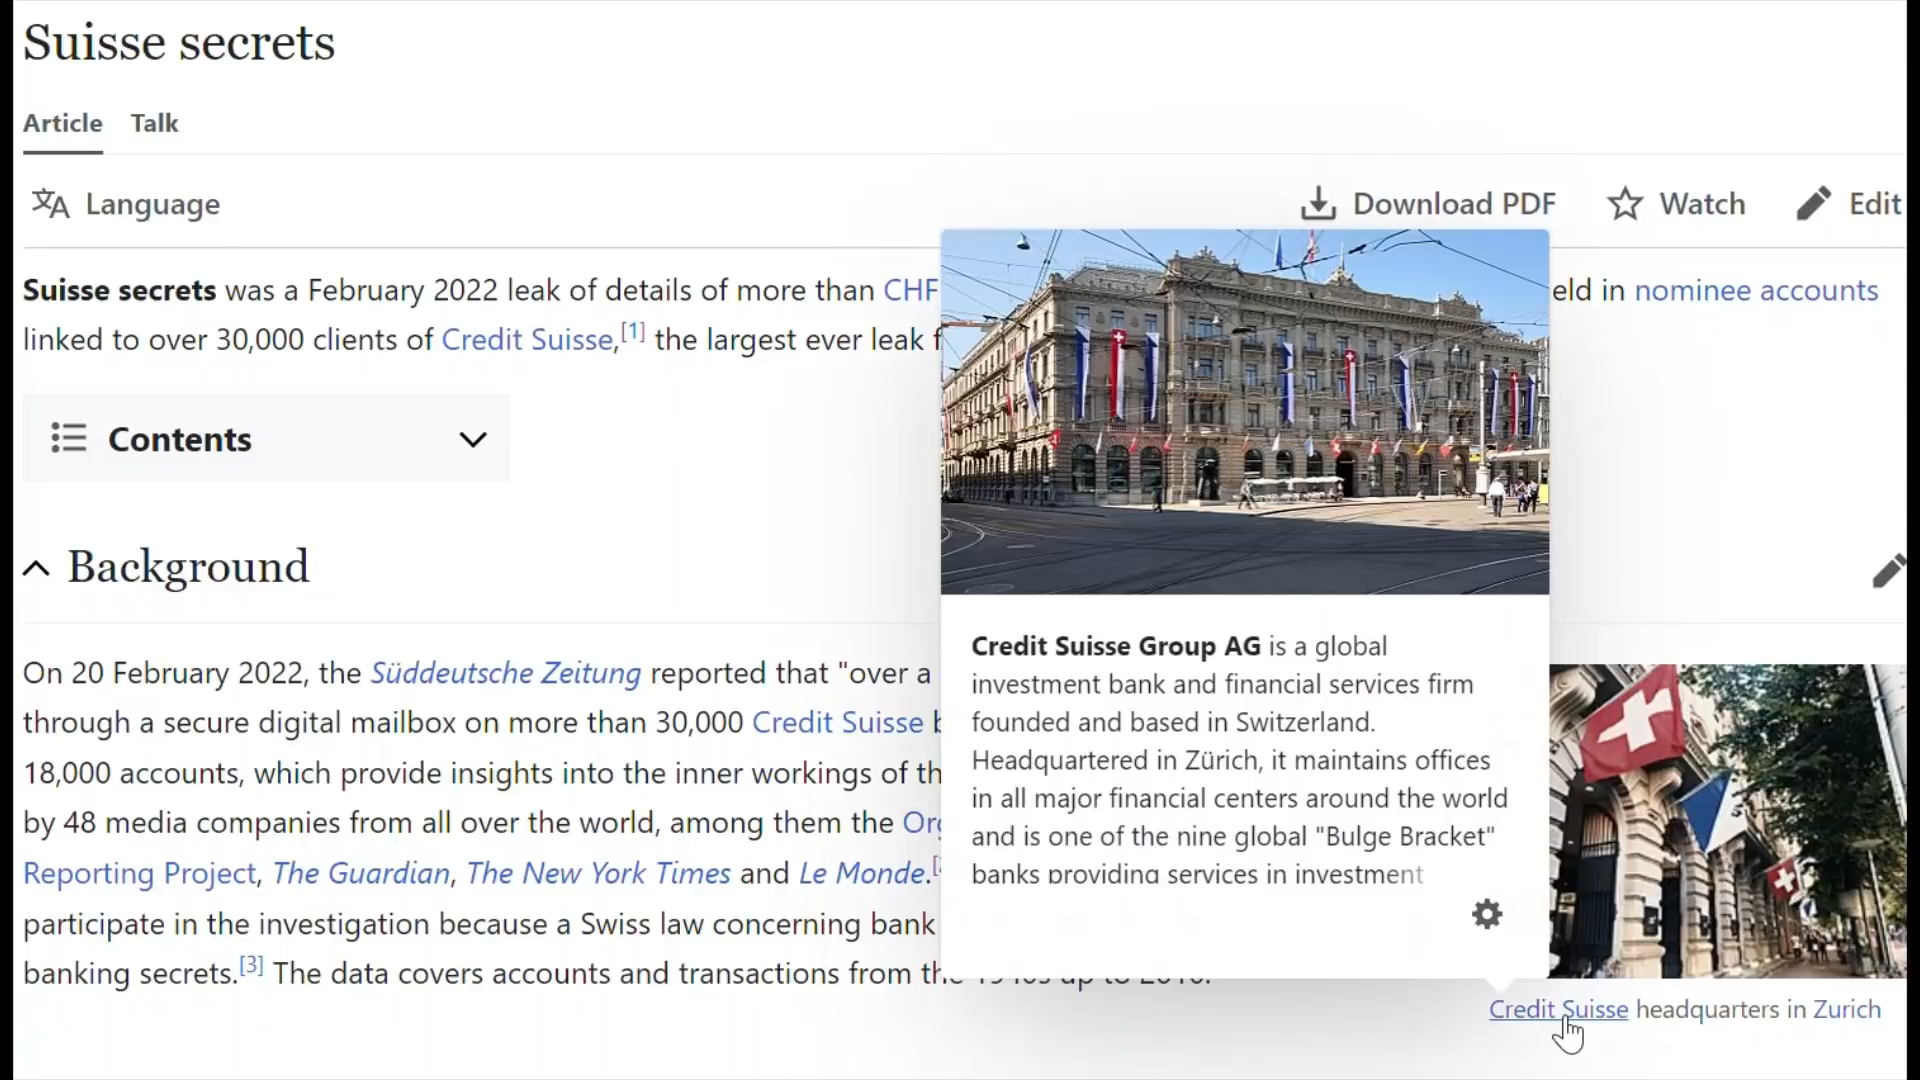 Suisse secrets
Article Talk
Language Download PDF Watch Edit
Suisse secrets was a February 2022 leak of details of more than CHF eld in nominee accounts
linked to over 30,000 clients of Credit Suisse,[1] the largest ever leak f
Contents
Background
On 20 February 2022, the Süddeutsche Zeitung reported that "over a
through a secure digital mailbox on more than 30,000 Credit Suisse b
18,000 accounts, which provide insights into the inner workings of th
by 48 media companies from all over the world, among them the Org
Reporting Project, The Guardian, The New York Times and Le Monde.
participate in the investigation because a Swiss law concerning bank
banking secrets.[3] The data covers accounts and transactions from the
Credit Suisse Group AG is a global
investment bank and financial services firm
founded and based in Switzerland.
Headquartered in Zürich, it maintains offices
in all major financial centers around the world
and is one of the nine global "Bulge Bracket"
banks providing services in investment
Credit Suisse headquarters in Zurich